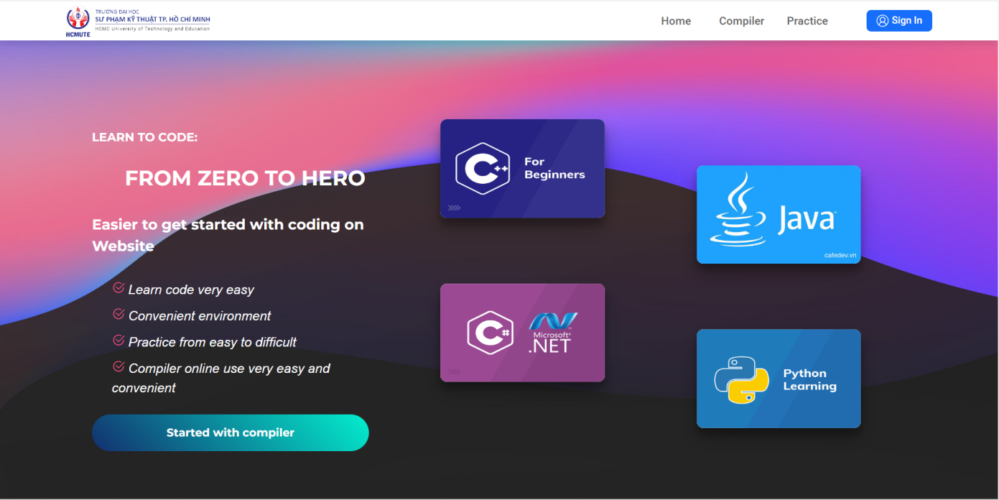 TRƯỜNG ĐẠI HỌC
SƯ PHẠM KỸ THUẬT TP. HỒ CHÍ MINH
HCMC University of Technology and Education
HCMUTE
Home
Compiler
Practice
Sign In
LEARN TO CODE:
FROM ZERO TO HERO
Easier to get started with coding on
Website
Learn code very easy
Convenient environment
Practice from easy to difficult
Compiler online use very easy and
convenient
Started with compiler
C++
For
Beginners
Java™
cafedev.vn
C#
Microsoft®
.NET
Python
Learning